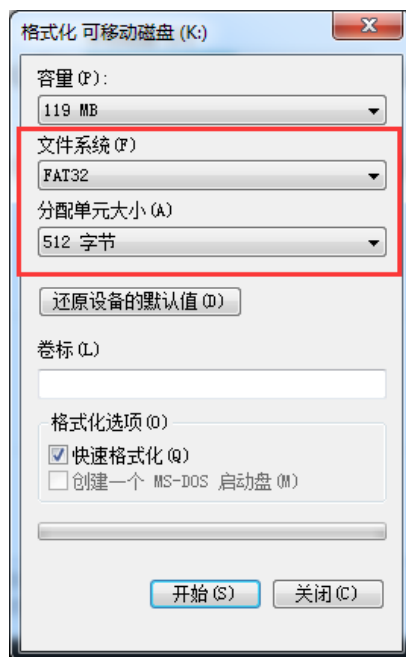 格式化 可移动磁盘 (K:)
容量(P):
119 MB
文件系统(F)
FAT32
分配单元大小(A)
512 字节
还原设备的默认值(D)
卷标(L)
格式化选项(O)
快速格式化(Q)
创建一个 MS-DOS 启动盘(M)
开始(S) 关闭(C)